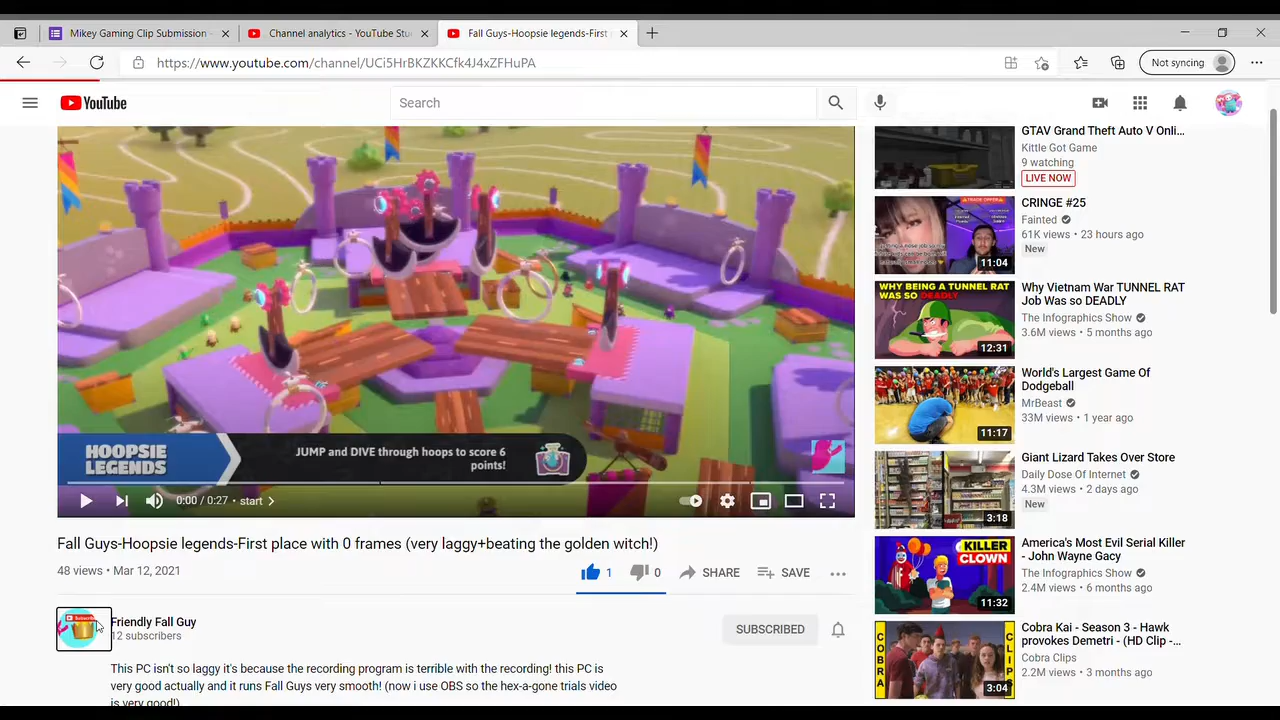 Mikey Gaming Clip Submission -
Channel analytics - YouTube Stu
Fall Guys-Hoopsie legends-First
https://www.youtube.com/channel/UCi5HrBKZKKCfk4J4xZFHuPA
Not syncing
YouTube
Search
HOOPSIE
LEGENDS
JUMP and DIVE through hoops to score 6
points!
0:00 / 0:27 • start
Fall Guys-Hoopsie legends-First run with 0 frames (very laggy+beating the golden witch!)
48 views • Mar 12, 2021
1
0
SHARE
SAVE
Subscribe
Friendly Fall Guy
12 subscribers
SUBSCRIBED
This PC isn't so laggy it's because the recording program is terrible with the recording! this PC is
very good actually and it runs Fall Guys very smooth! (now i use OBS so the hex-a-gone trials video
is very good!)
GTAV Grand Theft Auto V Onli...
Kittle Got Game
9 watching
LIVE NOW
TRADE OFFER
11:04
CRINGE #25
Fainted
61K views • 23 hours ago
New
WHY BEING A TUNNEL RAT
WAS SO DEADLY
12:31
Why Vietnam War TUNNEL RAT
Job Was so DEADLY
The Infographics Show
3.6M views • 5 months ago
11:17
World's Largest Game Of
Dodgeball
MrBeast
33M views • 1 year ago
3:18
Giant Lizard Takes Over Store
Daily Dose Of Internet
4.3M views • 2 days ago
New
KILLER
CLOWN
11:32
America's Most Evil Serial Killer
- John Wayne Gacy
The Infographics Show
2.4M views • 6 months ago
COBRA
CLIPS
3:04
Cobra Kai - Season 3 - Hawk
provokes Demetri - (HD Clip -...
Cobra Clips
2.2M views • 3 months ago